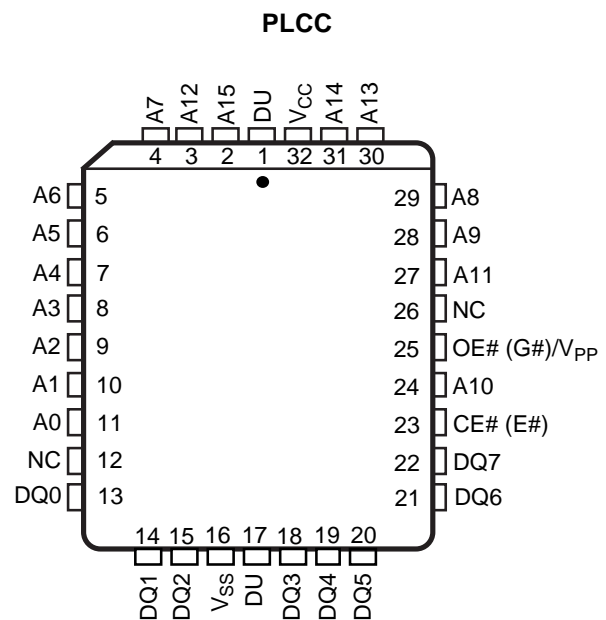 PLCC
A7 A12 A15 DU VCC A14 A13
4 3 2 1 32 31 30
A6 5 29 A8
A5 6 28 A9
A4 7 27 A11
A3 8 26 NC
A2 9 25 OE# (G#)/VPP
A1 10 24 A10
A0 11 23 CE# (E#)
NC 12 22 DQ7
DQ0 13 21 DQ6
14 15 16 17 18 19 20
DQ1 DQ2 VSS DU DQ3 DQ4 DQ5